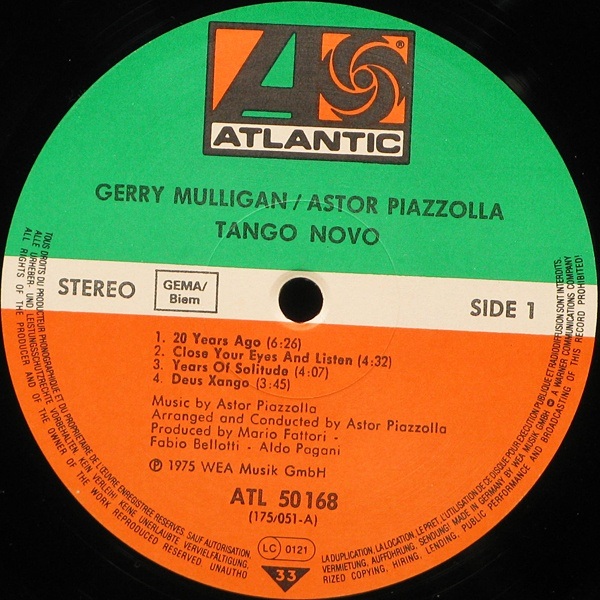 ATLANTIC
®
GERRY MULLIGAN / ASTOR PIAZZOLLA
TANGO NOVO
STEREO
GEMA/
Biem
SIDE 1
1. 20 Years Ago (6:26)
2. Close Your Eyes And Listen (4:32)
3. Years Of Solitude (4:07)
4. Deus Xango (3:45)
Music by Astor Piazzolla
Arranged and Conducted by Astor Piazzolla
Produced by Mario Fattori -
Fabio Bellotti - Aldo Pagani
℗ 1975 WEA Musik GmbH
ATL 50 168
(175/051-A)
LC 0121
33
TOUS DROITS DU PRODUCTEUR PHONOGRAPHIQUE ET DU PROPRIETAIRE DE L'ŒUVRE ENREGISTREE RESERVES. SAUF AUTORISATION.
LA DUPLICATION, LA LOCATION, LE PRET, L'UTILISATION DE CE DISQUE POUR EXECUTION PUBLIQUE ET RADIODIFFUSION SONT INTERDITS.
ALLE URHEBER- UND LEISTUNGSSCHUTZRECHTE VORBEHALTEN. KEIN VERLEIH! KEINE UNERLAUBTE VERVIELFÄLTIGUNG,
VERMIETUNG, AUFFÜHRUNG, SENDUNG! MADE IN GERMANY BY WEA MUSIK GMBH. A WARNER COMMUNICATIONS COMPANY
ALL RIGHTS OF THE PRODUCER AND OF THE OWNER OF THE WORK REPRODUCED RESERVED. UNAUTHO
RIZED COPYING, HIRING, LENDING, PUBLIC PERFORMANCE AND BROADCASTING OF THIS RECORD PROHIBITED!